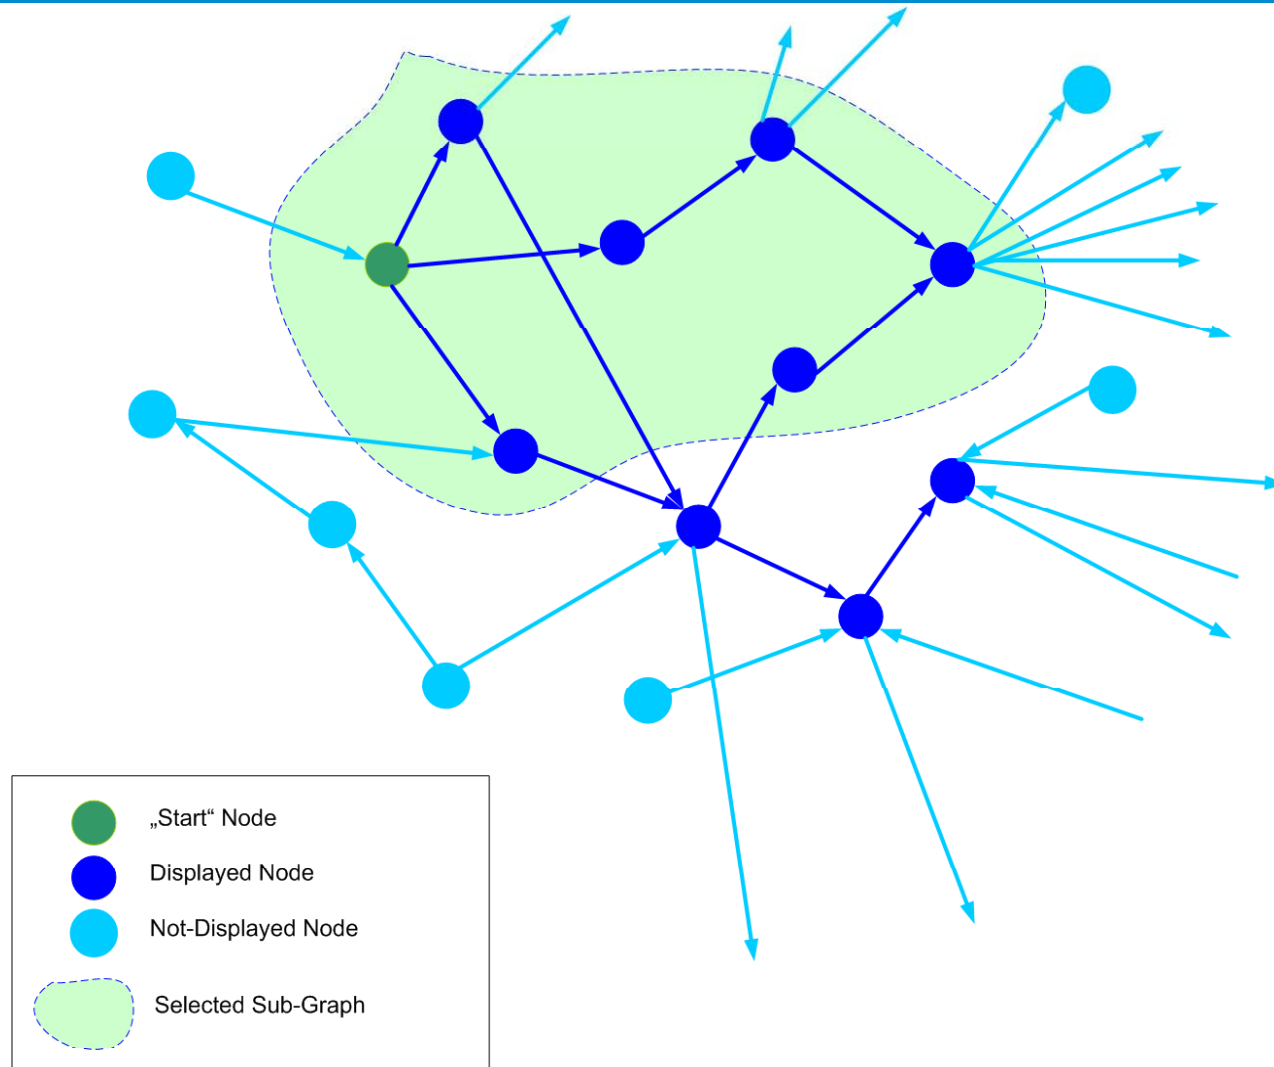 „Start“ Node
Displayed Node
Not-Displayed Node
Selected Sub-Graph